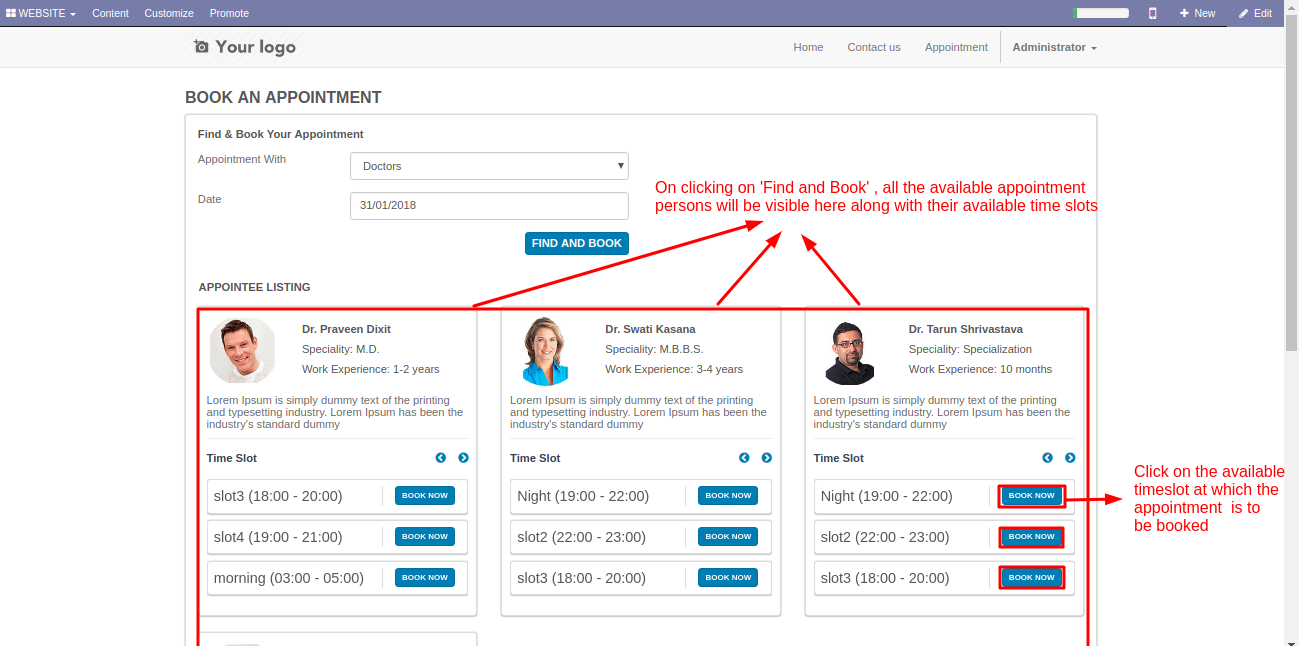 WEBSITE Content Customize Promote New Edit
Your logo Home Contact us Appointment Administrator
BOOK AN APPOINTMENT
Find & Book Your Appointment
Appointment With Doctors
Date 31/01/2018
FIND AND BOOK
On clicking on 'Find and Book' , all the available appointment
persons will be visible here along with their available time slots
APPOINTEE LISTING
Dr. Praveen Dixit
Speciality: M.D.
Work Experience: 1-2 years
Lorem Ipsum is simply dummy text of the printing
and typesetting industry. Lorem Ipsum has been the
industry's standard dummy
Time Slot
slot3 (18:00 - 20:00) BOOK NOW
slot4 (19:00 - 21:00) BOOK NOW
morning (03:00 - 05:00) BOOK NOW
Dr. Swati Kasana
Speciality: M.B.B.S.
Work Experience: 3-4 years
Lorem Ipsum is simply dummy text of the printing
and typesetting industry. Lorem Ipsum has been the
industry's standard dummy
Time Slot
Night (19:00 - 22:00) BOOK NOW
slot2 (22:00 - 23:00) BOOK NOW
slot3 (18:00 - 20:00) BOOK NOW
Dr. Tarun Shrivastava
Speciality: Specialization
Work Experience: 10 months
Lorem Ipsum is simply dummy text of the printing
and typesetting industry. Lorem Ipsum has been the
industry's standard dummy
Time Slot
Night (19:00 - 22:00) BOOK NOW
slot2 (22:00 - 23:00) BOOK NOW
slot3 (18:00 - 20:00) BOOK NOW
Click on the available
timeslot at which the
appointment is to
be booked